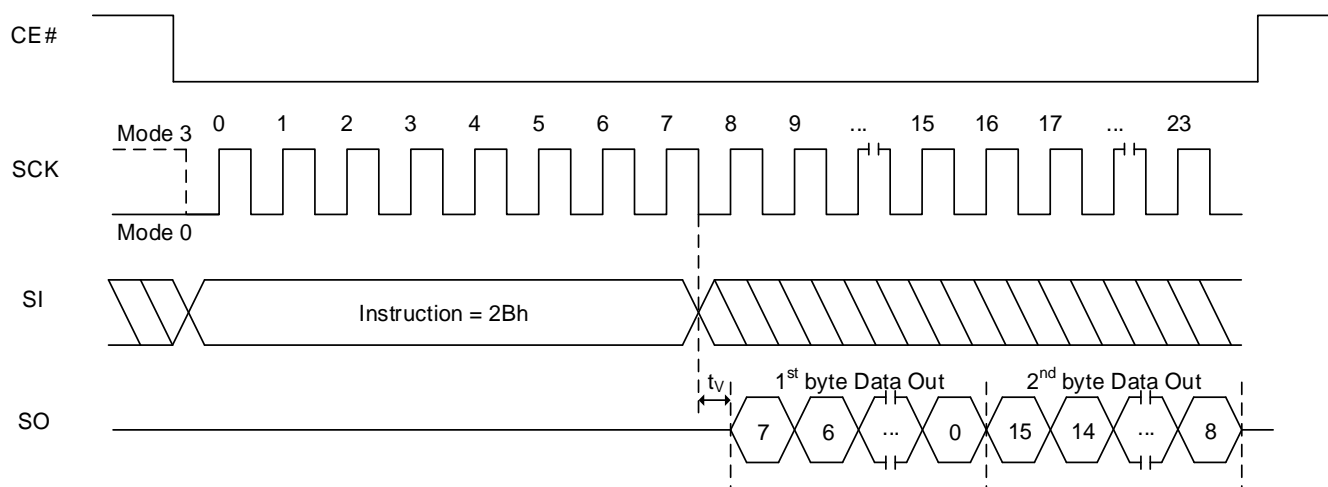 CE#
Mode 3 0 1 2 3 4 5 6 7 8 9 ... 15 16 17 ... 23
SCK
Mode 0
SI
Instruction = 2Bh
tV 1st byte Data Out 2nd byte Data Out
SO
7 6 ... 0 15 14 ... 8